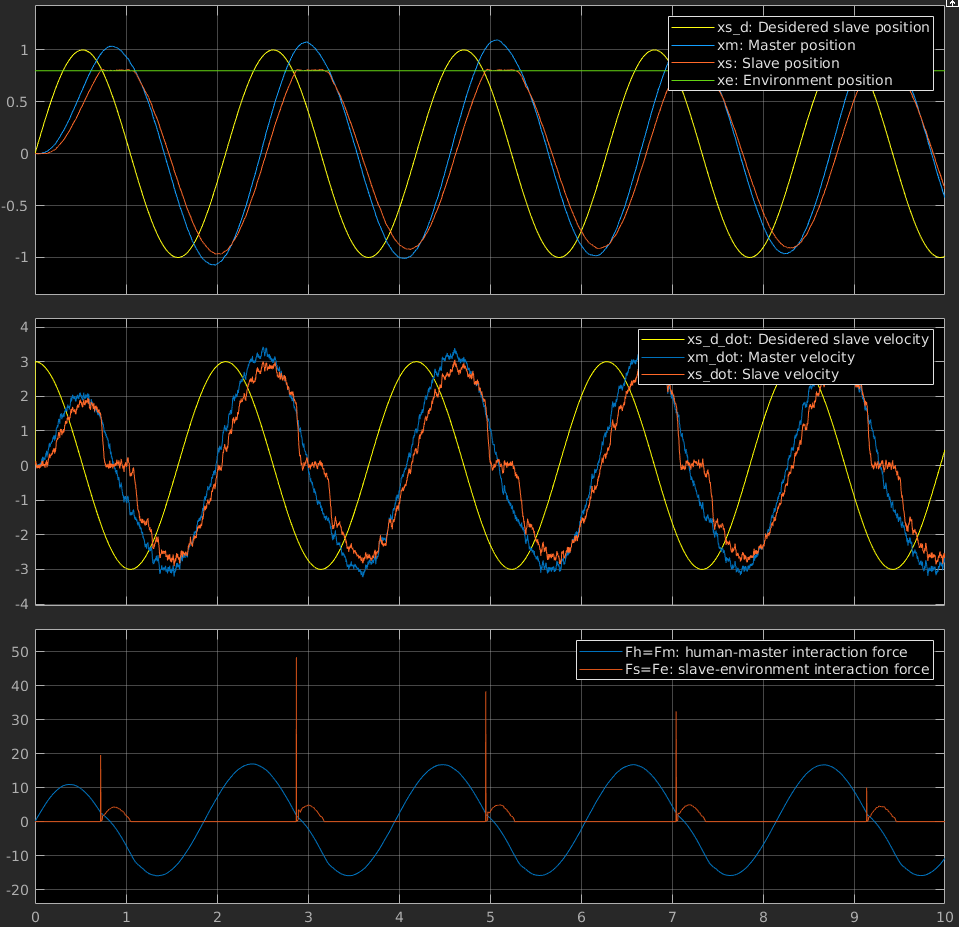 1
0.5
0
-0.5
-1
xs_d: Desidered slave position
xm: Master position
xs: Slave position
xe: Environment position
4
3
2
1
0
-1
-2
-3
-4
xs_d_dot: Desidered slave velocity
xm_dot: Master velocity
xs_dot: Slave velocity
50
40
30
20
10
0
-10
-20
Fh=Fm: human-master interaction force
Fs=Fe: slave-environment interaction force
0 1 2 3 4 5 6 7 8 9 10